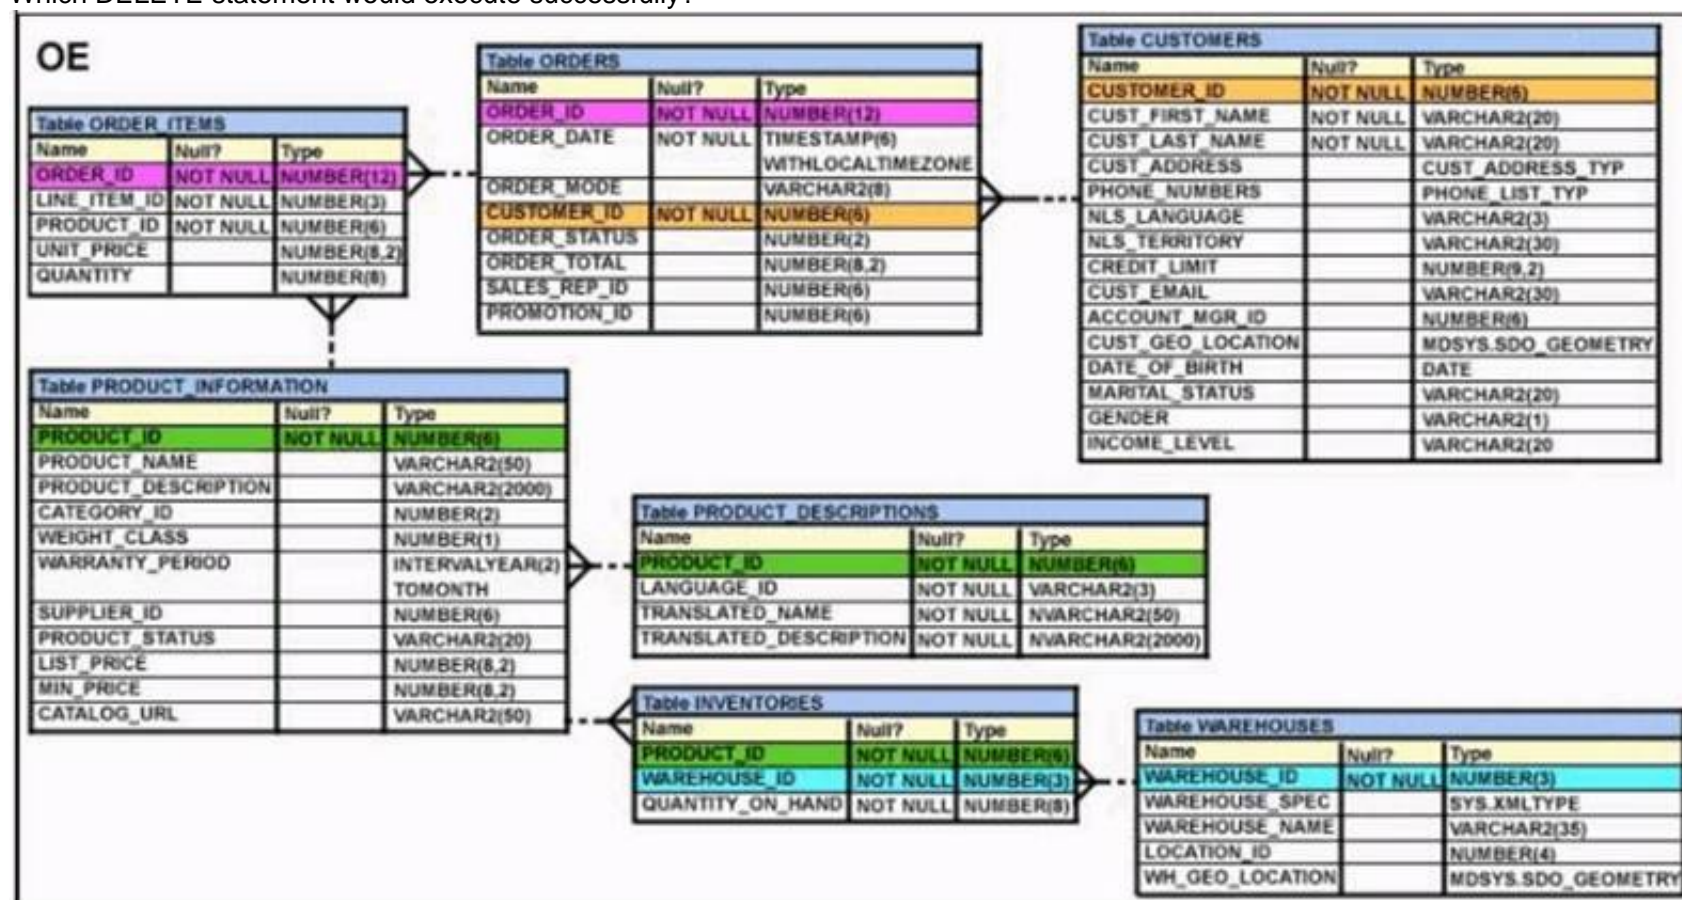 Which DELETE statement would execute successfully?
OE
Table ORDER_ITEMS
Name Null? Type
ORDER_ID NOT NULL NUMBER(12)
LINE_ITEM_ID NOT NULL NUMBER(3)
PRODUCT_ID NOT NULL NUMBER(6)
UNIT_PRICE NUMBER(8,2)
QUANTITY NUMBER(8)
Table ORDERS
Name Null? Type
ORDER_ID NOT NULL NUMBER(12)
ORDER_DATE NOT NULL TIMESTAMP(6)
WITHLOCALTIMEZONE
ORDER_MODE VARCHAR2(8)
CUSTOMER_ID NOT NULL NUMBER(6)
ORDER_STATUS NUMBER(2)
ORDER_TOTAL NUMBER(8,2)
SALES_REP_ID NUMBER(6)
PROMOTION_ID NUMBER(6)
Table CUSTOMERS
Name Null? Type
CUSTOMER_ID NOT NULL NUMBER(6)
CUST_FIRST_NAME NOT NULL VARCHAR2(20)
CUST_LAST_NAME NOT NULL VARCHAR2(20)
CUST_ADDRESS CUST_ADDRESS_TYP
PHONE_NUMBERS PHONE_LIST_TYP
NLS_LANGUAGE VARCHAR2(3)
NLS_TERRITORY VARCHAR2(30)
CREDIT_LIMIT NUMBER(9,2)
CUST_EMAIL VARCHAR2(30)
ACCOUNT_MGR_ID NUMBER(6)
CUST_GEO_LOCATION MDSYS.SDO_GEOMETRY
DATE_OF_BIRTH DATE
MARITAL_STATUS VARCHAR2(20)
GENDER VARCHAR2(1)
INCOME_LEVEL VARCHAR2(20
Table PRODUCT_INFORMATION
Name Null? Type
PRODUCT_ID NOT NULL NUMBER(6)
PRODUCT_NAME VARCHAR2(50)
PRODUCT_DESCRIPTION VARCHAR2(2000)
CATEGORY_ID NUMBER(2)
WEIGHT_CLASS NUMBER(1)
WARRANTY_PERIOD INTERVALYEAR(2)
TOMONTH
SUPPLIER_ID NUMBER(6)
PRODUCT_STATUS VARCHAR2(20)
LIST_PRICE NUMBER(8,2)
MIN_PRICE NUMBER(8,2)
CATALOG_URL VARCHAR2(50)
Table PRODUCT_DESCRIPTIONS
Name Null? Type
PRODUCT_ID NOT NULL NUMBER(6)
LANGUAGE_ID NOT NULL VARCHAR2(3)
TRANSLATED_NAME NOT NULL NVARCHAR2(50)
TRANSLATED_DESCRIPTION NOT NULL NVARCHAR2(2000)
Table INVENTORIES
Name Null? Type
PRODUCT_ID NOT NULL NUMBER(6)
WAREHOUSE_ID NOT NULL NUMBER(3)
QUANTITY_ON_HAND NOT NULL NUMBER(8)
Table WAREHOUSES
Name Null? Type
WAREHOUSE_ID NOT NULL NUMBER(3)
WAREHOUSE_SPEC SYS.XMLTYPE
WAREHOUSE_NAME VARCHAR2(35)
LOCATION_ID NUMBER(4)
WH_GEO_LOCATION MDSYS.SDO_GEOMETRY